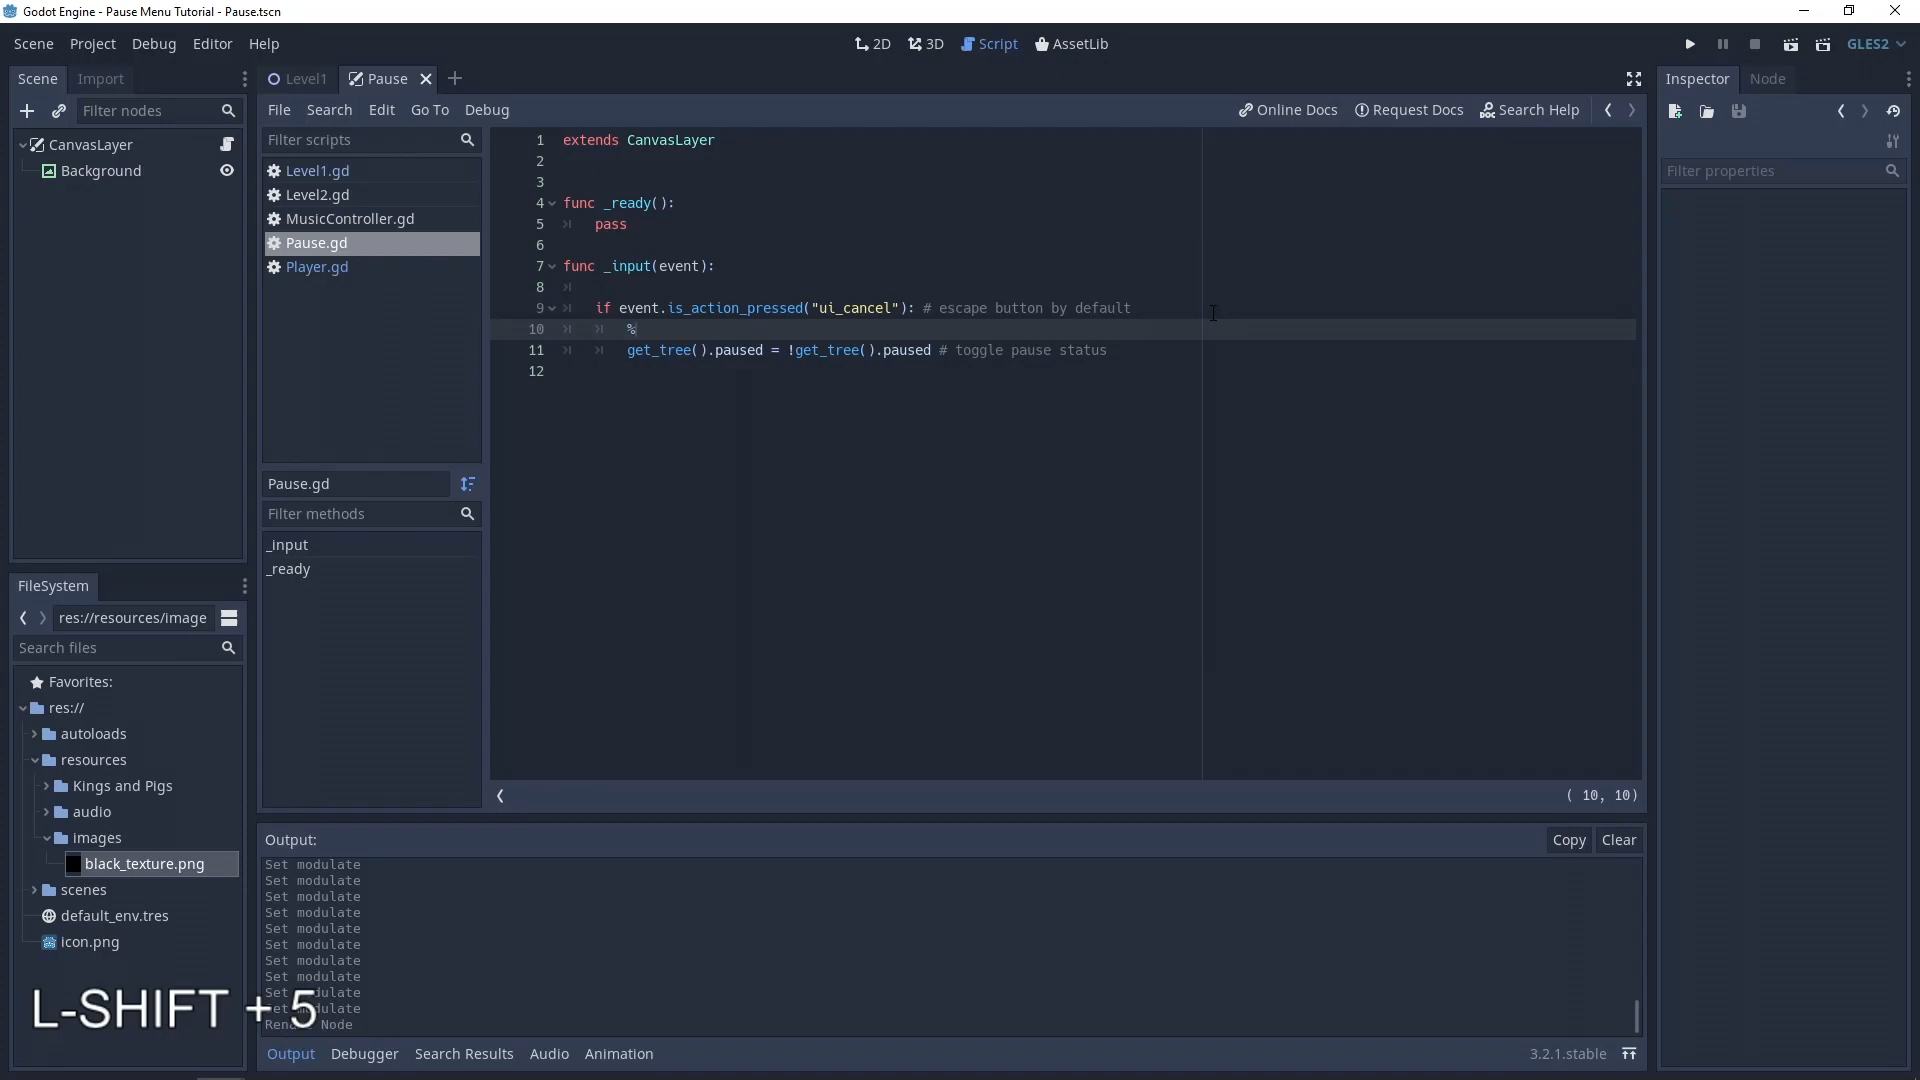 Godot Engine - Pause Menu Tutorial - Pause.tscn
Scene Project Debug Editor Help
2D 3D Script AssetLib
GLES2
Scene Import
Level1 Pause
Inspector Node
Filter nodes
File Search Edit Go To Debug
Online Docs Request Docs Search Help
CanvasLayer
Background
Filter scripts
Level1.gd
Level2.gd
MusicController.gd
Pause.gd
Player.gd
Pause.gd
Filter methods
_input
_ready
1 extends CanvasLayer
2
3
4 func _ready():
5 pass
6
7 func _input(event):
8
9 if event.is_action_pressed("ui_cancel"): # escape button by default
10 %
11 get_tree().paused = !get_tree().paused # toggle pause status
12
( 10, 10)
Filter properties
FileSystem
res://resources/image
Search files
Favorites:
res://
autoloads
resources
Kings and Pigs
audio
images
black_texture.png
scenes
default_env.tres
icon.png
L-SHIFT + 5
Output:
Copy Clear
Set modulate
Set modulate
Set modulate
Set modulate
Set modulate
Set modulate
Set modulate
Set modulate
Set modulate
Set modulate
Rename Node
Output Debugger Search Results Audio Animation
3.2.1.stable